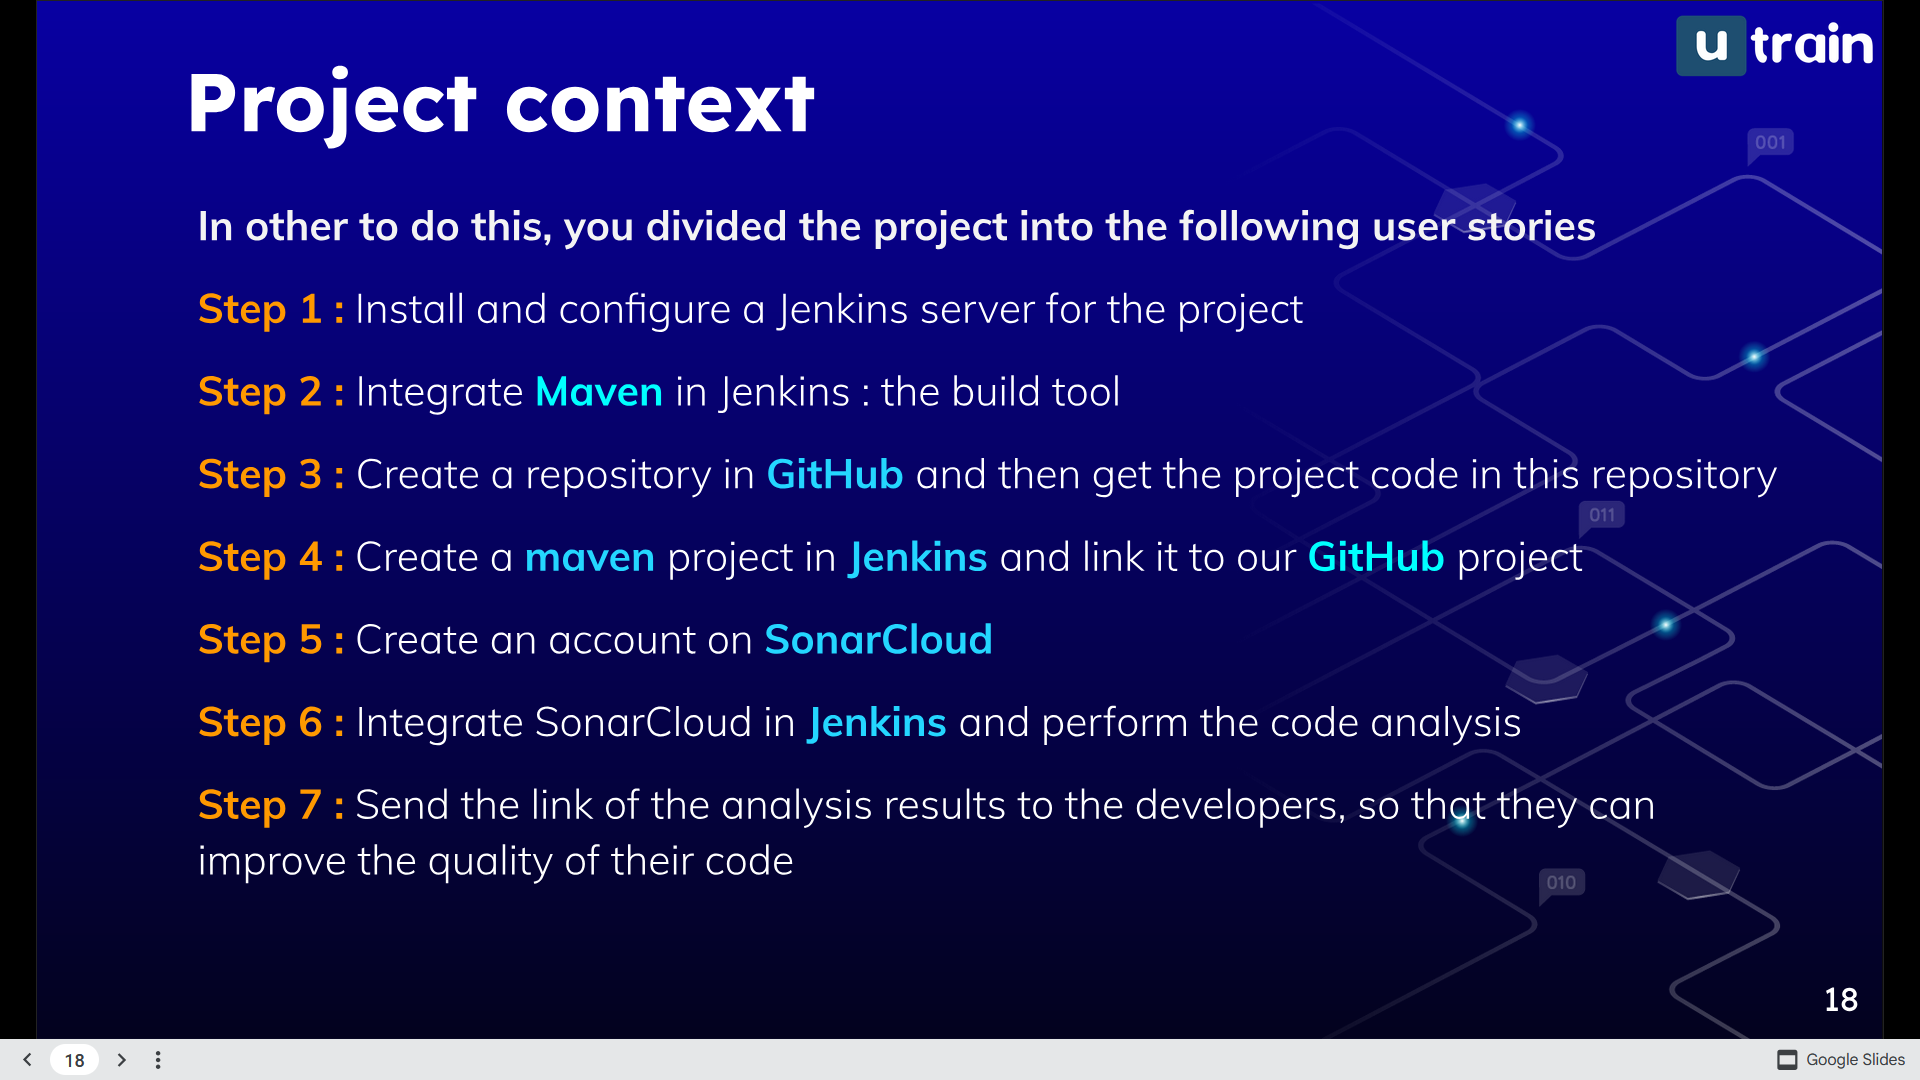 u train
Project context
001
In other to do this, you divided the project into the following user stories
Step 1 : Install and configure a Jenkins server for the project
Step 2 : Integrate Maven in Jenkins : the build tool
Step 3 : Create a repository in GitHub and then get the project code in this repository
011
Step 4 : Create a maven project in Jenkins and link it to our GitHub project
Step 5 : Create an account on SonarCloud
Step 6 : Integrate SonarCloud in Jenkins and perform the code analysis
Step 7 : Send the link of the analysis results to the developers, so that they can
improve the quality of their code
010
18
18
Google Slides